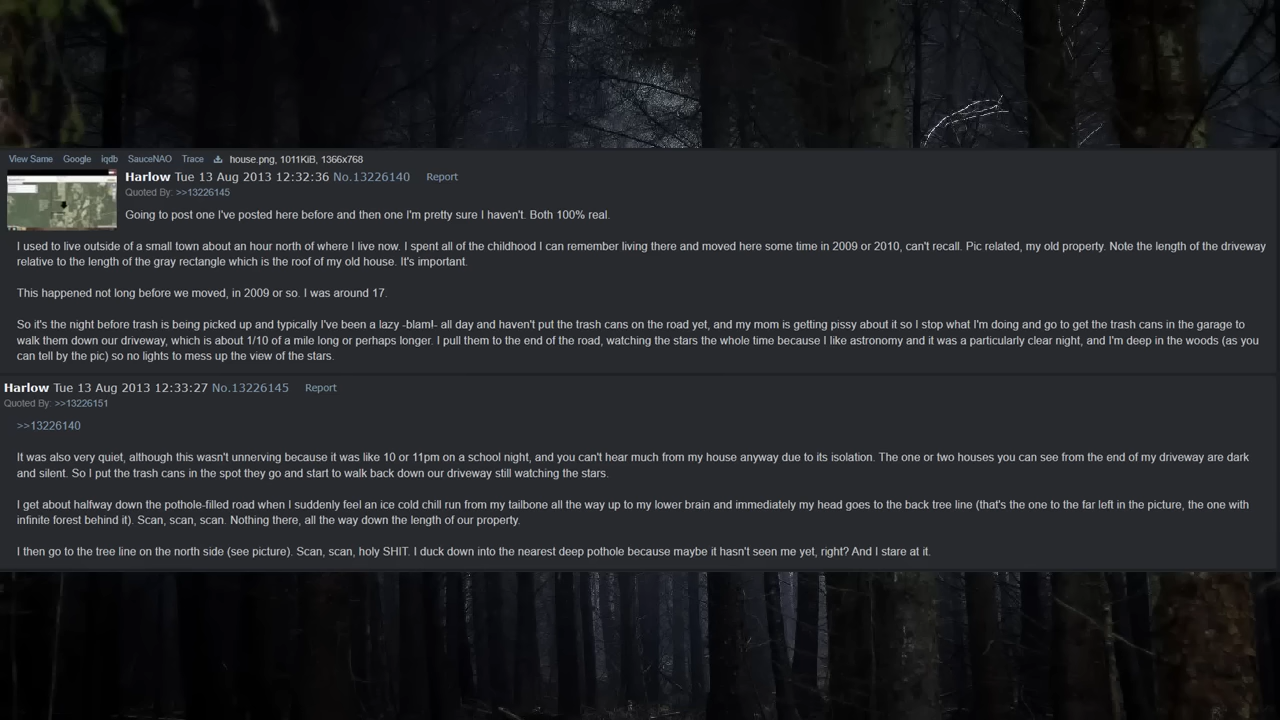 View Same Google iqdb SauceNAO Trace house.png, 1011KiB, 1366x768
Harlow Tue 13 Aug 2013 12:32:36 No.13226140 Report
Quoted By: >>13226145
Going to post one I've posted here before and then one I'm pretty sure I haven't. Both 100% real.
I used to live outside of a small town about an hour north of where I live now. I spent all of the childhood I can remember living there and moved here some time in 2009 or 2010, can't recall. Pic related, my old property. Note the length of the driveway
relative to the length of the gray rectangle which is the roof of my old house. It's important.
This happened not long before we moved, in 2009 or so. I was around 17.
So it's the night before trash is being picked up and typically I've been a lazy -blam!- all day and haven't put the trash cans on the road yet, and my mom is getting pissy about it so I stop what I'm doing and go to get the trash cans in the garage to
walk them down our driveway, which is about 1/10 of a mile long or perhaps longer. I pull them to the end of the road, watching the stars the whole time because I like astronomy and it was a particularly clear night, and I'm deep in the woods (as you
can tell by the pic) so no lights to mess up the view of the stars.
Harlow Tue 13 Aug 2013 12:33:27 No.13226145 Report
Quoted By: >>13226151
>>13226140
It was also very quiet, although this wasn't unnerving because it was like 10 or 11pm on a school night, and you can't hear much from my house anyway due to its isolation. The one or two houses you can see from the end of my driveway are dark
and silent. So I put the trash cans in the spot they go and start to walk back down our driveway still watching the stars.
I get about halfway down the pothole-filled road when I suddenly feel an ice cold chill run from my tailbone all the way up to my lower brain and immediately my head goes to the back tree line (that's the one to the far left in the picture, the one with
infinite forest behind it). Scan, scan, scan. Nothing there, all the way down the length of our property.
I then go to the tree line on the north side (see picture). Scan, scan, holy SHIT. I duck down into the nearest deep pothole because maybe it hasn't seen me yet, right? And I stare at it.